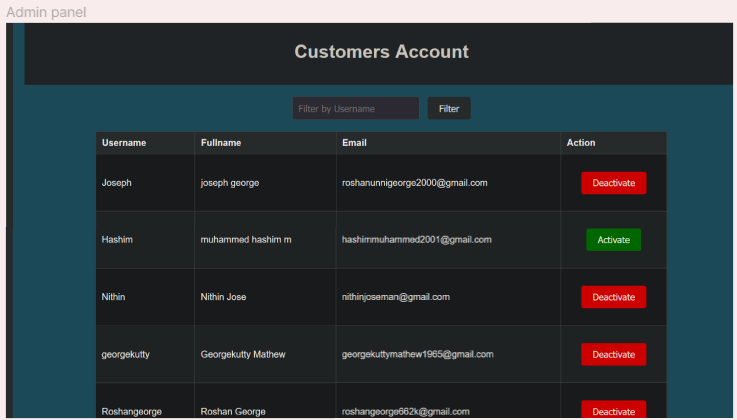 Admin panel
Customers Account
Filter by Username Filter
Username Fullname Email Action
Joseph joseph george roshanunnigeorge2000@gmail.com Deactivate
Hashim muhammed hashim m hashimmuhammed2001@gmail.com Activate
Nithin Nithin Jose nithinjoseman@gmail.com Deactivate
georgekutty Georgekutty Mathew georgekuttymathew1965@gmail.com Deactivate
Roshangeorge Roshan George roshangeorge662k@gmail.com Deactivate